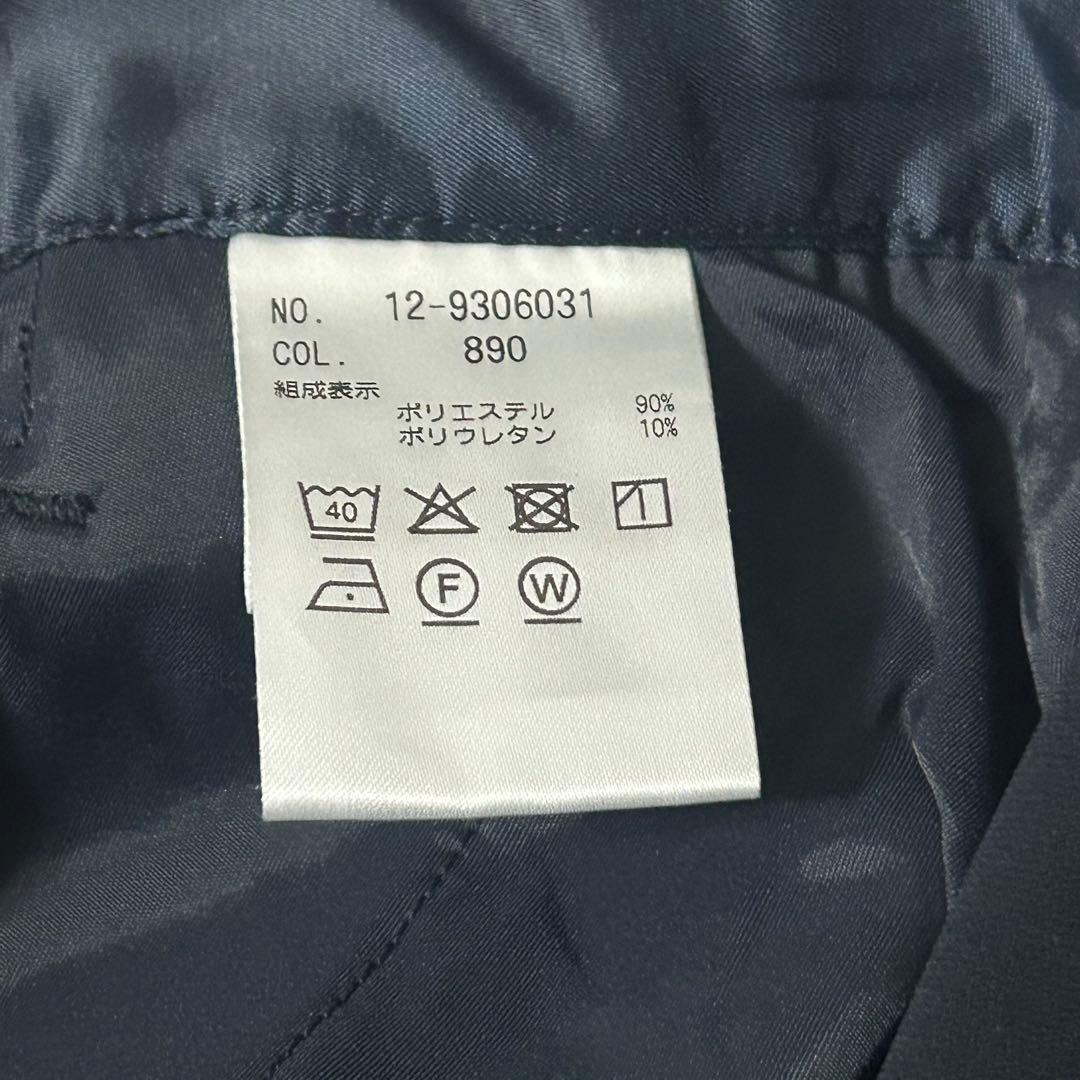 NO. 12-9306031
COL. 890
組成表示
ポリエステル 90%
ポリウレタン 10%
40
F W